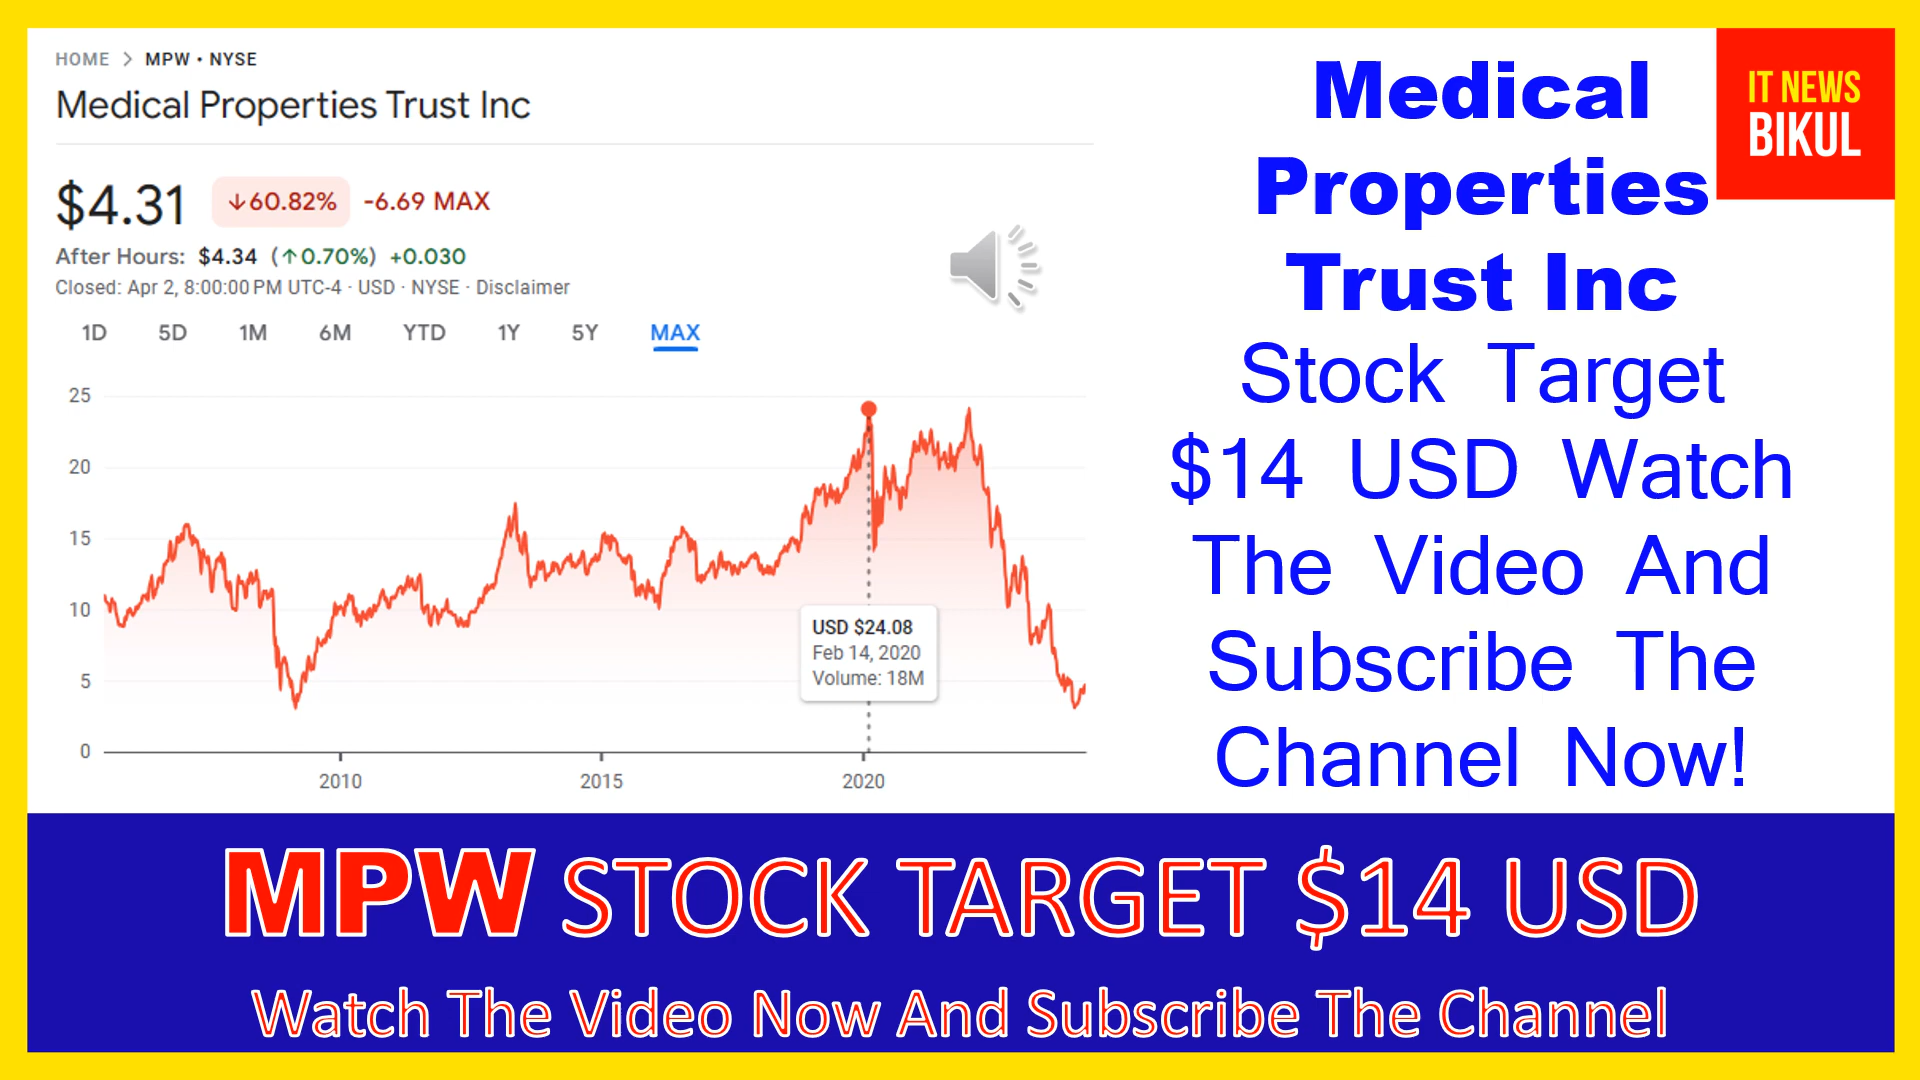 HOME > MPW • NYSE
Medical Properties Trust Inc
$4.31 ↓60.82% -6.69 MAX
After Hours: $4.34 (↑0.70%) +0.030
Closed: Apr 2, 8:00:00 PM UTC-4 · USD · NYSE · Disclaimer
1D 5D 1M 6M YTD 1Y 5Y MAX
25
20
15
10
5
0
USD $24.08
Feb 14, 2020
Volume: 18M
2010 2015 2020
Medical
Properties
Trust Inc
Stock Target
$14 USD Watch
The Video And
Subscribe The
Channel Now!
IT NEWS
BIKUL
MPW STOCK TARGET $14 USD
Watch The Video Now And Subscribe The Channel